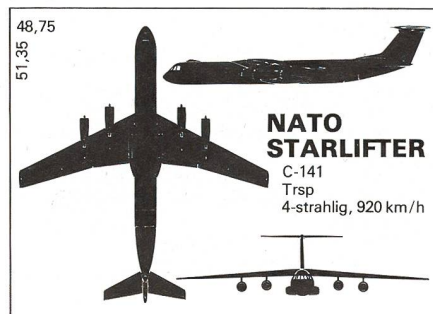 48,75
51,35
NATO
STARLIFTER
C-141
Trsp
4-strahlig, 920 km/h